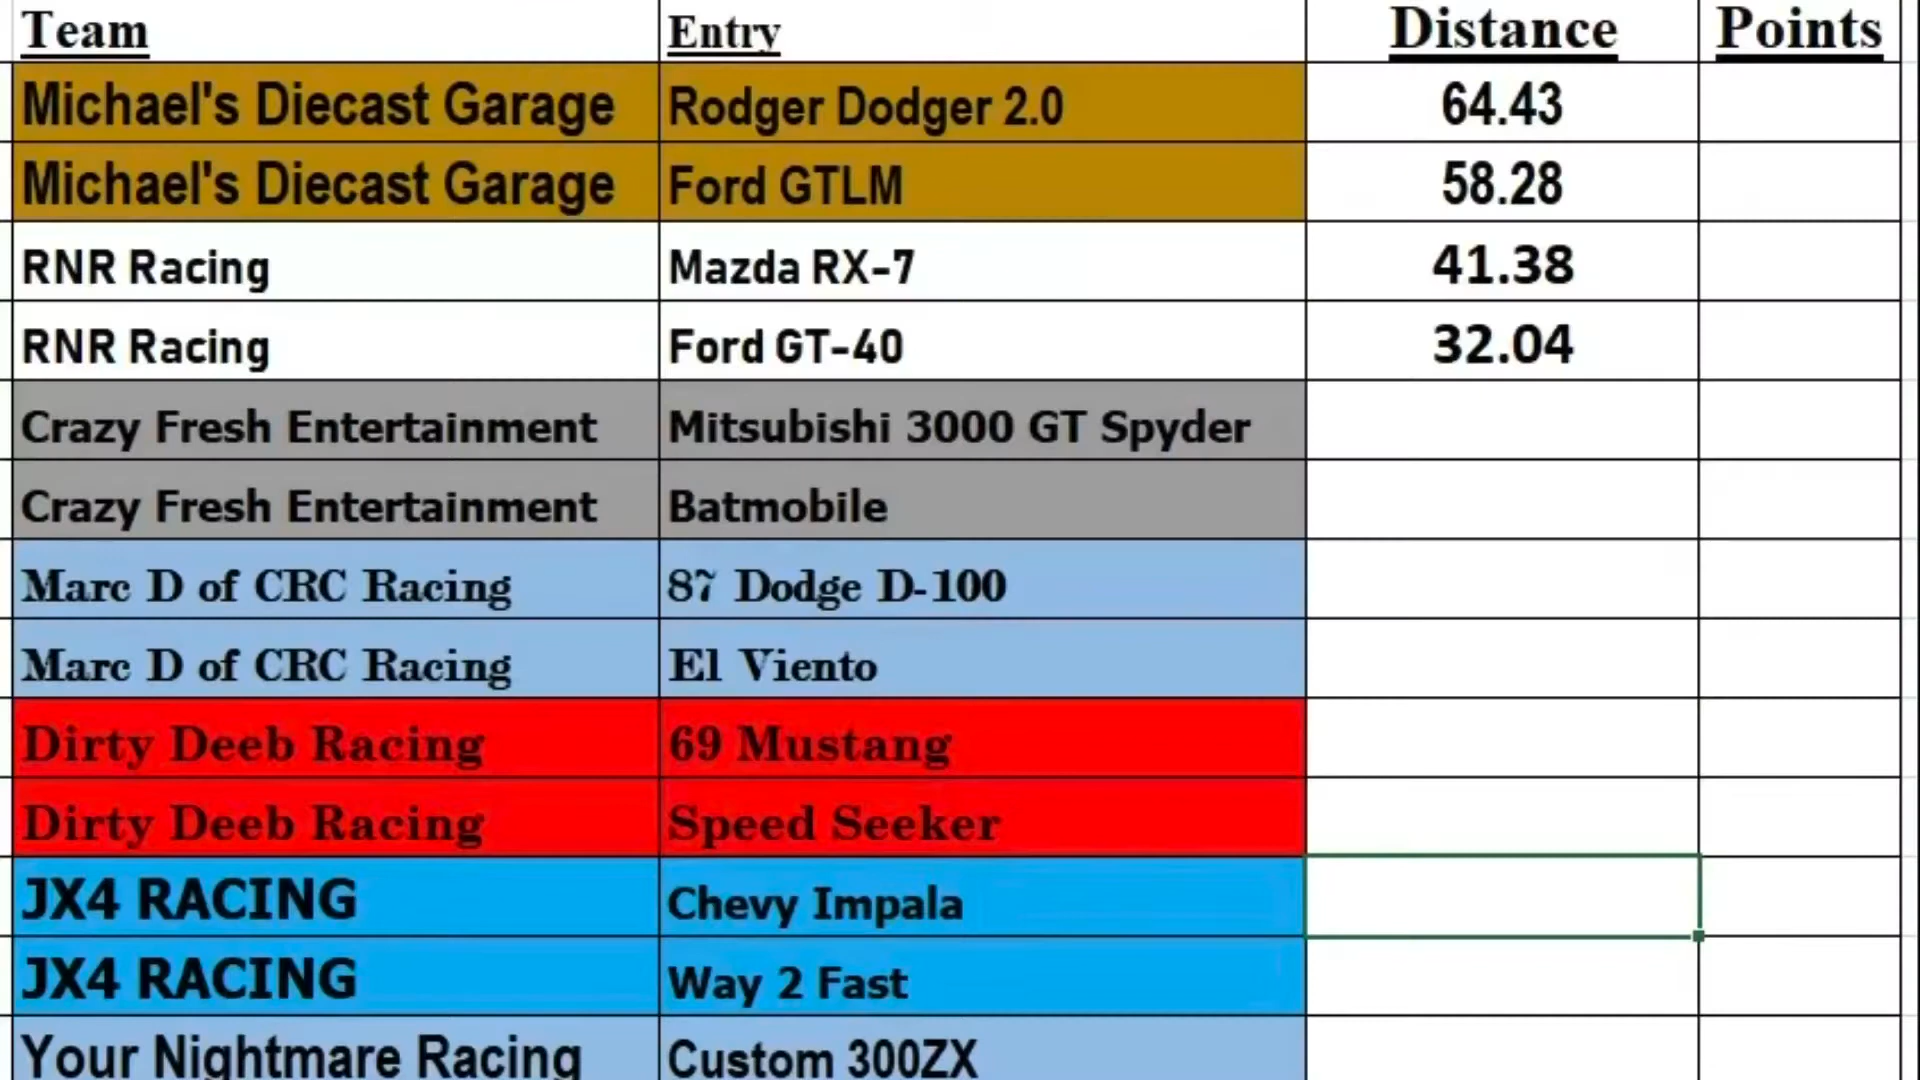 Team Entry Distance Points
Michael's Diecast Garage Rodger Dodger 2.0 64.43
Michael's Diecast Garage Ford GTLM 58.28
RNR Racing Mazda RX-7 41.38
RNR Racing Ford GT-40 32.04
Crazy Fresh Entertainment Mitsubishi 3000 GT Spyder
Crazy Fresh Entertainment Batmobile
Marc D of CRC Racing 87 Dodge D-100
Marc D of CRC Racing El Viento
Dirty Deeb Racing 69 Mustang
Dirty Deeb Racing Speed Seeker
JX4 RACING Chevy Impala
JX4 RACING Way 2 Fast
Your Nightmare Racing Custom 300ZX